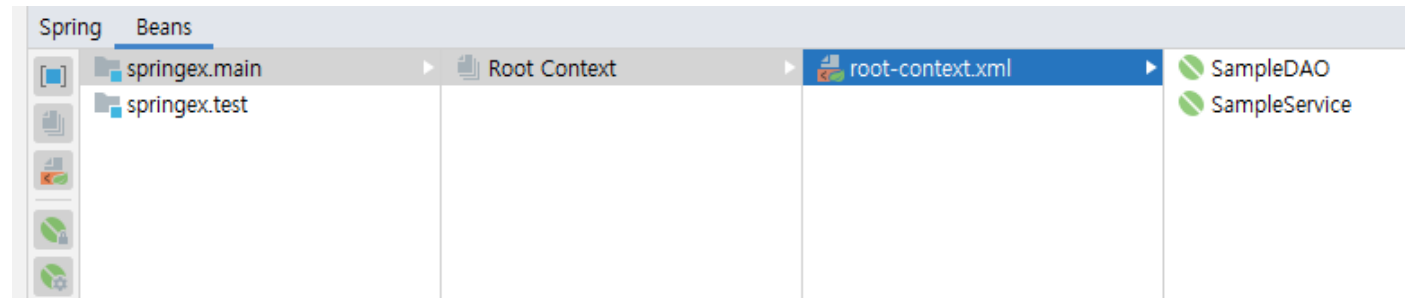 Spring Beans
springex.main Root Context root-context.xml SampleDAO
springex.test SampleService